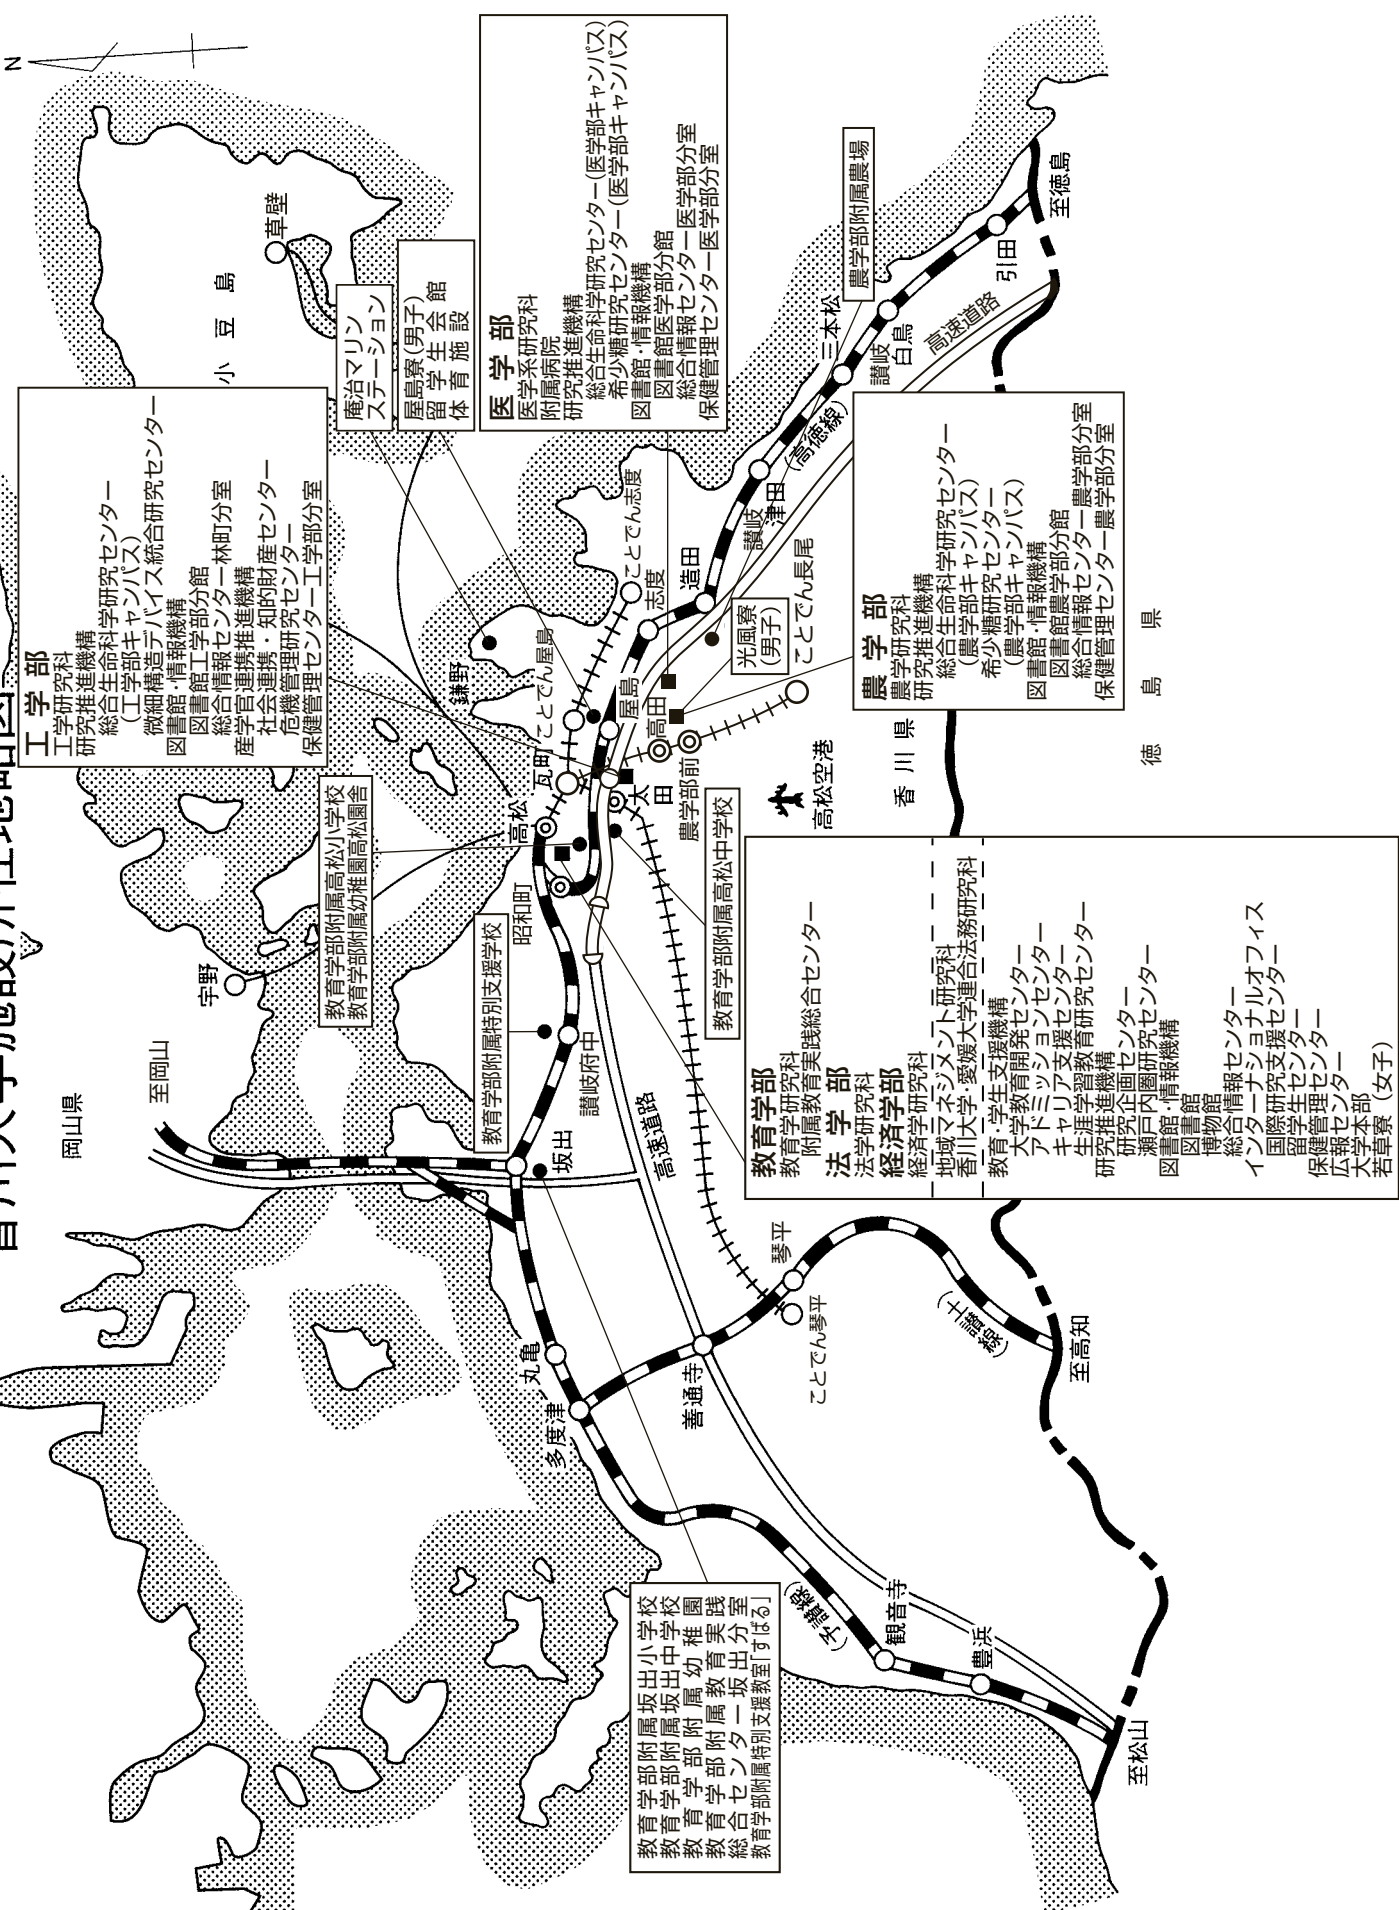 香川大学施設所在地略図
N
岡山県
至岡山
宇野
小豆島
草壁
工学部
工学研究科
研究推進機構
総合生命科学研究センター
(工学部キャンパス)
微細構造デバイス統合研究センター
図書館・情報機構
図書館工学部分館
総合情報センター林町分室
産学官連携推進機構
社会連携・知的財産センター
危機管理研究センター
保健管理センター工学部分室
庵治マリン
ステーション
屋島寮(男子)
留学生会館
体育施設
医学部
医学系研究科
附属病院
研究推進機構
総合生命科学研究センター(医学部キャンパス)
希少糖研究センター(医学部キャンパス)
図書館・情報機構
図書館医学部分館
総合情報センター医学部分室
保健管理センター医学部分室
農学部附属農場
教育学部附属高松小学校
教育学部附属幼稚園高松園舎
教育学部附属特別支援学校
教育学部附属高松中学校
光風寮
(男子)
農学部
農学研究科
研究推進機構
総合生命科学研究センター
(農学部キャンパス)
希少糖研究センター
(農学部キャンパス)
図書館・情報機構
図書館農学部分館
総合情報センター農学部分室
保健管理センター農学部分室
教育学部
教育学研究科
附属教育実践総合センター
法学部
法学研究科
経済学部
経済学研究科
地域マネジメント研究科
香川大学・愛媛大学連合法務研究科
教育・学生支援機構
大学教育開発センター
アドミッションセンター
キャリア支援センター
生涯学習教育研究センター
研究推進機構
研究企画センター
瀬戸内圏研究センター
図書館・情報機構
図書館
博物館
総合情報センター
インターナショナルオフィス
国際研究支援センター
留学生センター
保健管理センター
広報センター
大学本部
若草寮(女子)
教育学部附属坂出小学校
教育学部附属坂出中学校
教育学部附属幼稚園
教育学部附属教育実践
総合センター坂出分室
教育学部附属特別支援教室「すばる」
鎌野
ことでん屋島
ことでん志度
瓦町
高松
昭和町
讃岐府中
坂出
丸亀
多度津
善通寺
琴平
ことでん琴平
(土讃線)
至高知
(予讃線)
観音寺
豊浜
至松山
高速道路
太田
農学部前
高田
屋島
志度
造田
讃岐津田
ことでん長尾
(高徳線)
三本松
讃岐白鳥
引田
高速道路
至徳島
高松空港
香川県
徳島県